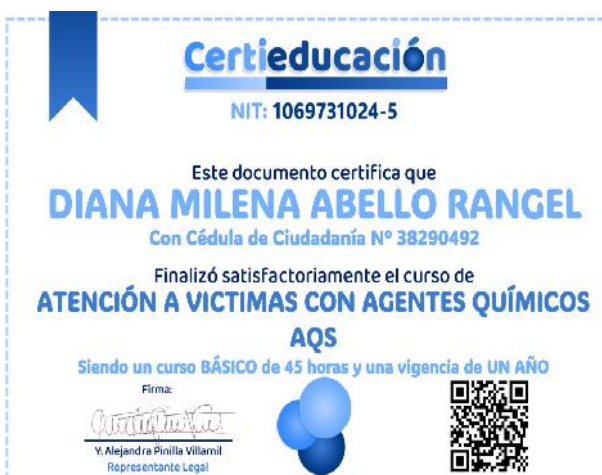 Certieducación
NIT: 1069731024-5
Este documento certifica que
DIANA MILENA ABELLO RANGEL
Con Cédula de Ciudadanía Nº 38290492
Finalizó satisfactoriamente el curso de
ATENCIÓN A VICTIMAS CON AGENTES QUÍMICOS
AQS
Siendo un curso BÁSICO de 45 horas y una vigencia de UN AÑO
Firma:
Y. Alejandra Pinilla Villamil
Representante Legal